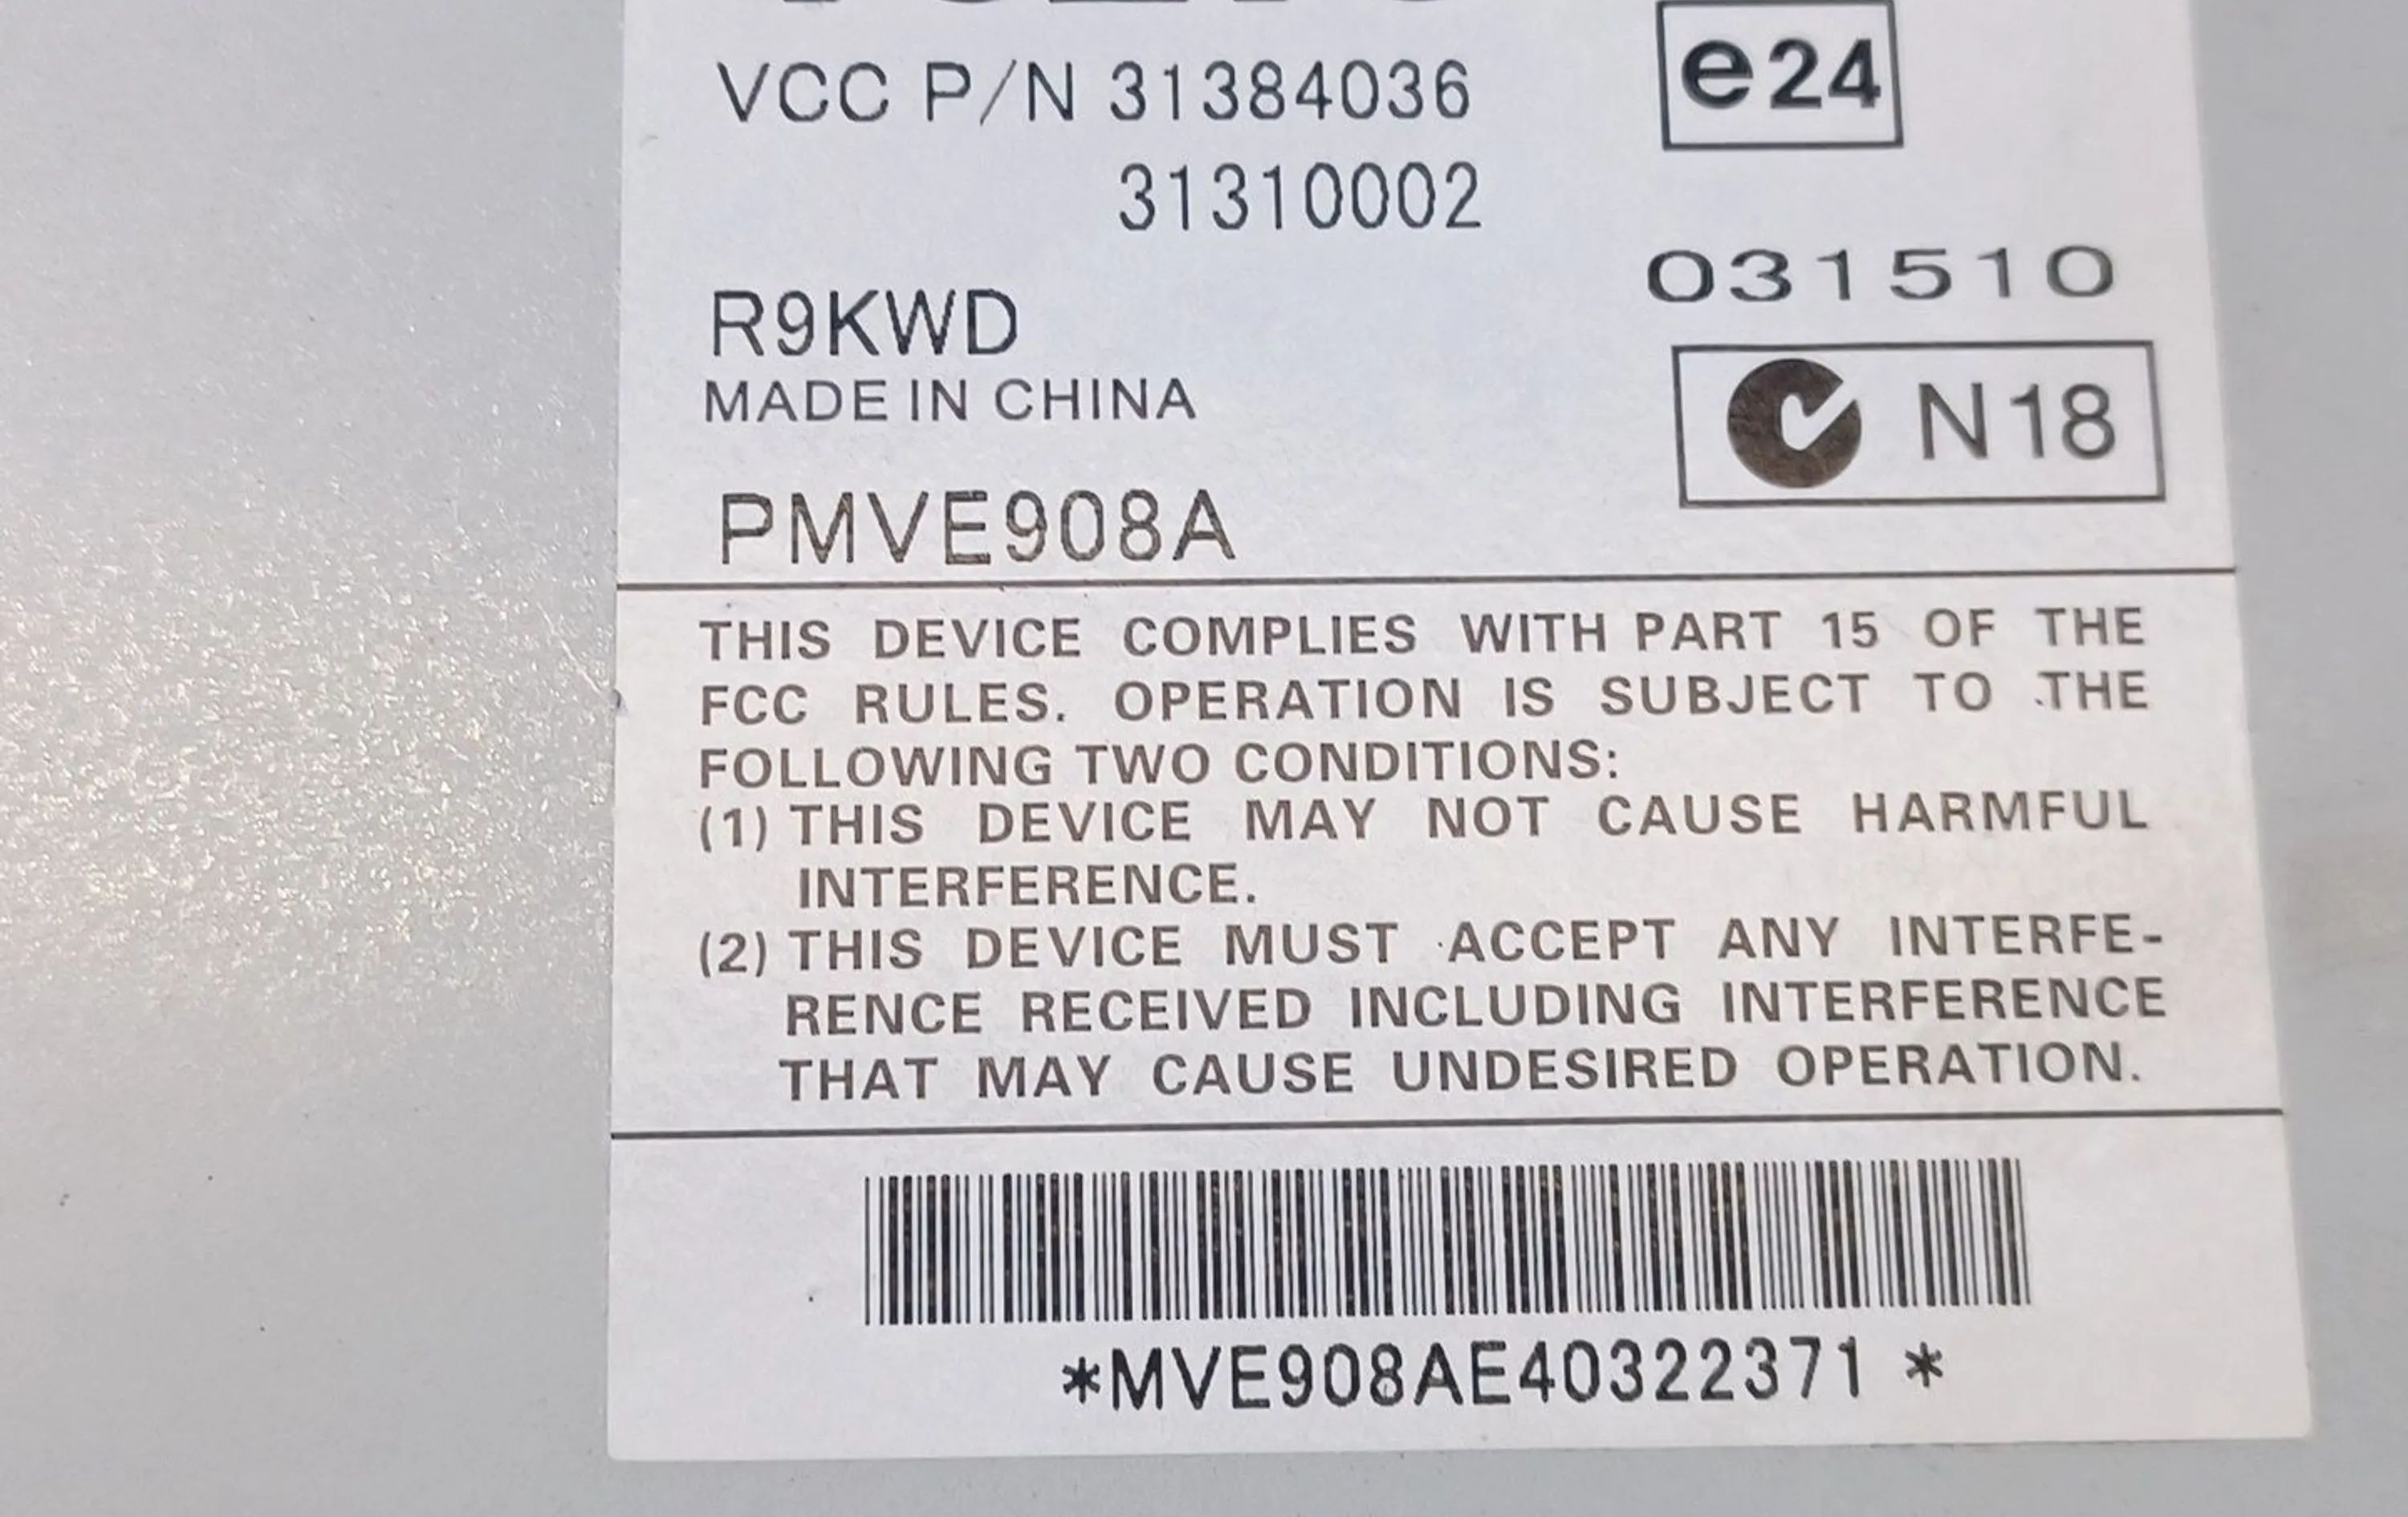 VCC P/N 31384036
e24
31310002
031510
R9KWD
MADE IN CHINA
N18
PMVE908A
THIS DEVICE COMPLIES WITH PART 15 OF THE
FCC RULES. OPERATION IS SUBJECT TO THE
FOLLOWING TWO CONDITIONS:
(1) THIS DEVICE MAY NOT CAUSE HARMFUL
INTERFERENCE.
(2) THIS DEVICE MUST ACCEPT ANY INTERFE-
RENCE RECEIVED INCLUDING INTERFERENCE
THAT MAY CAUSE UNDESIRED OPERATION.
*MVE908AE40322371 *